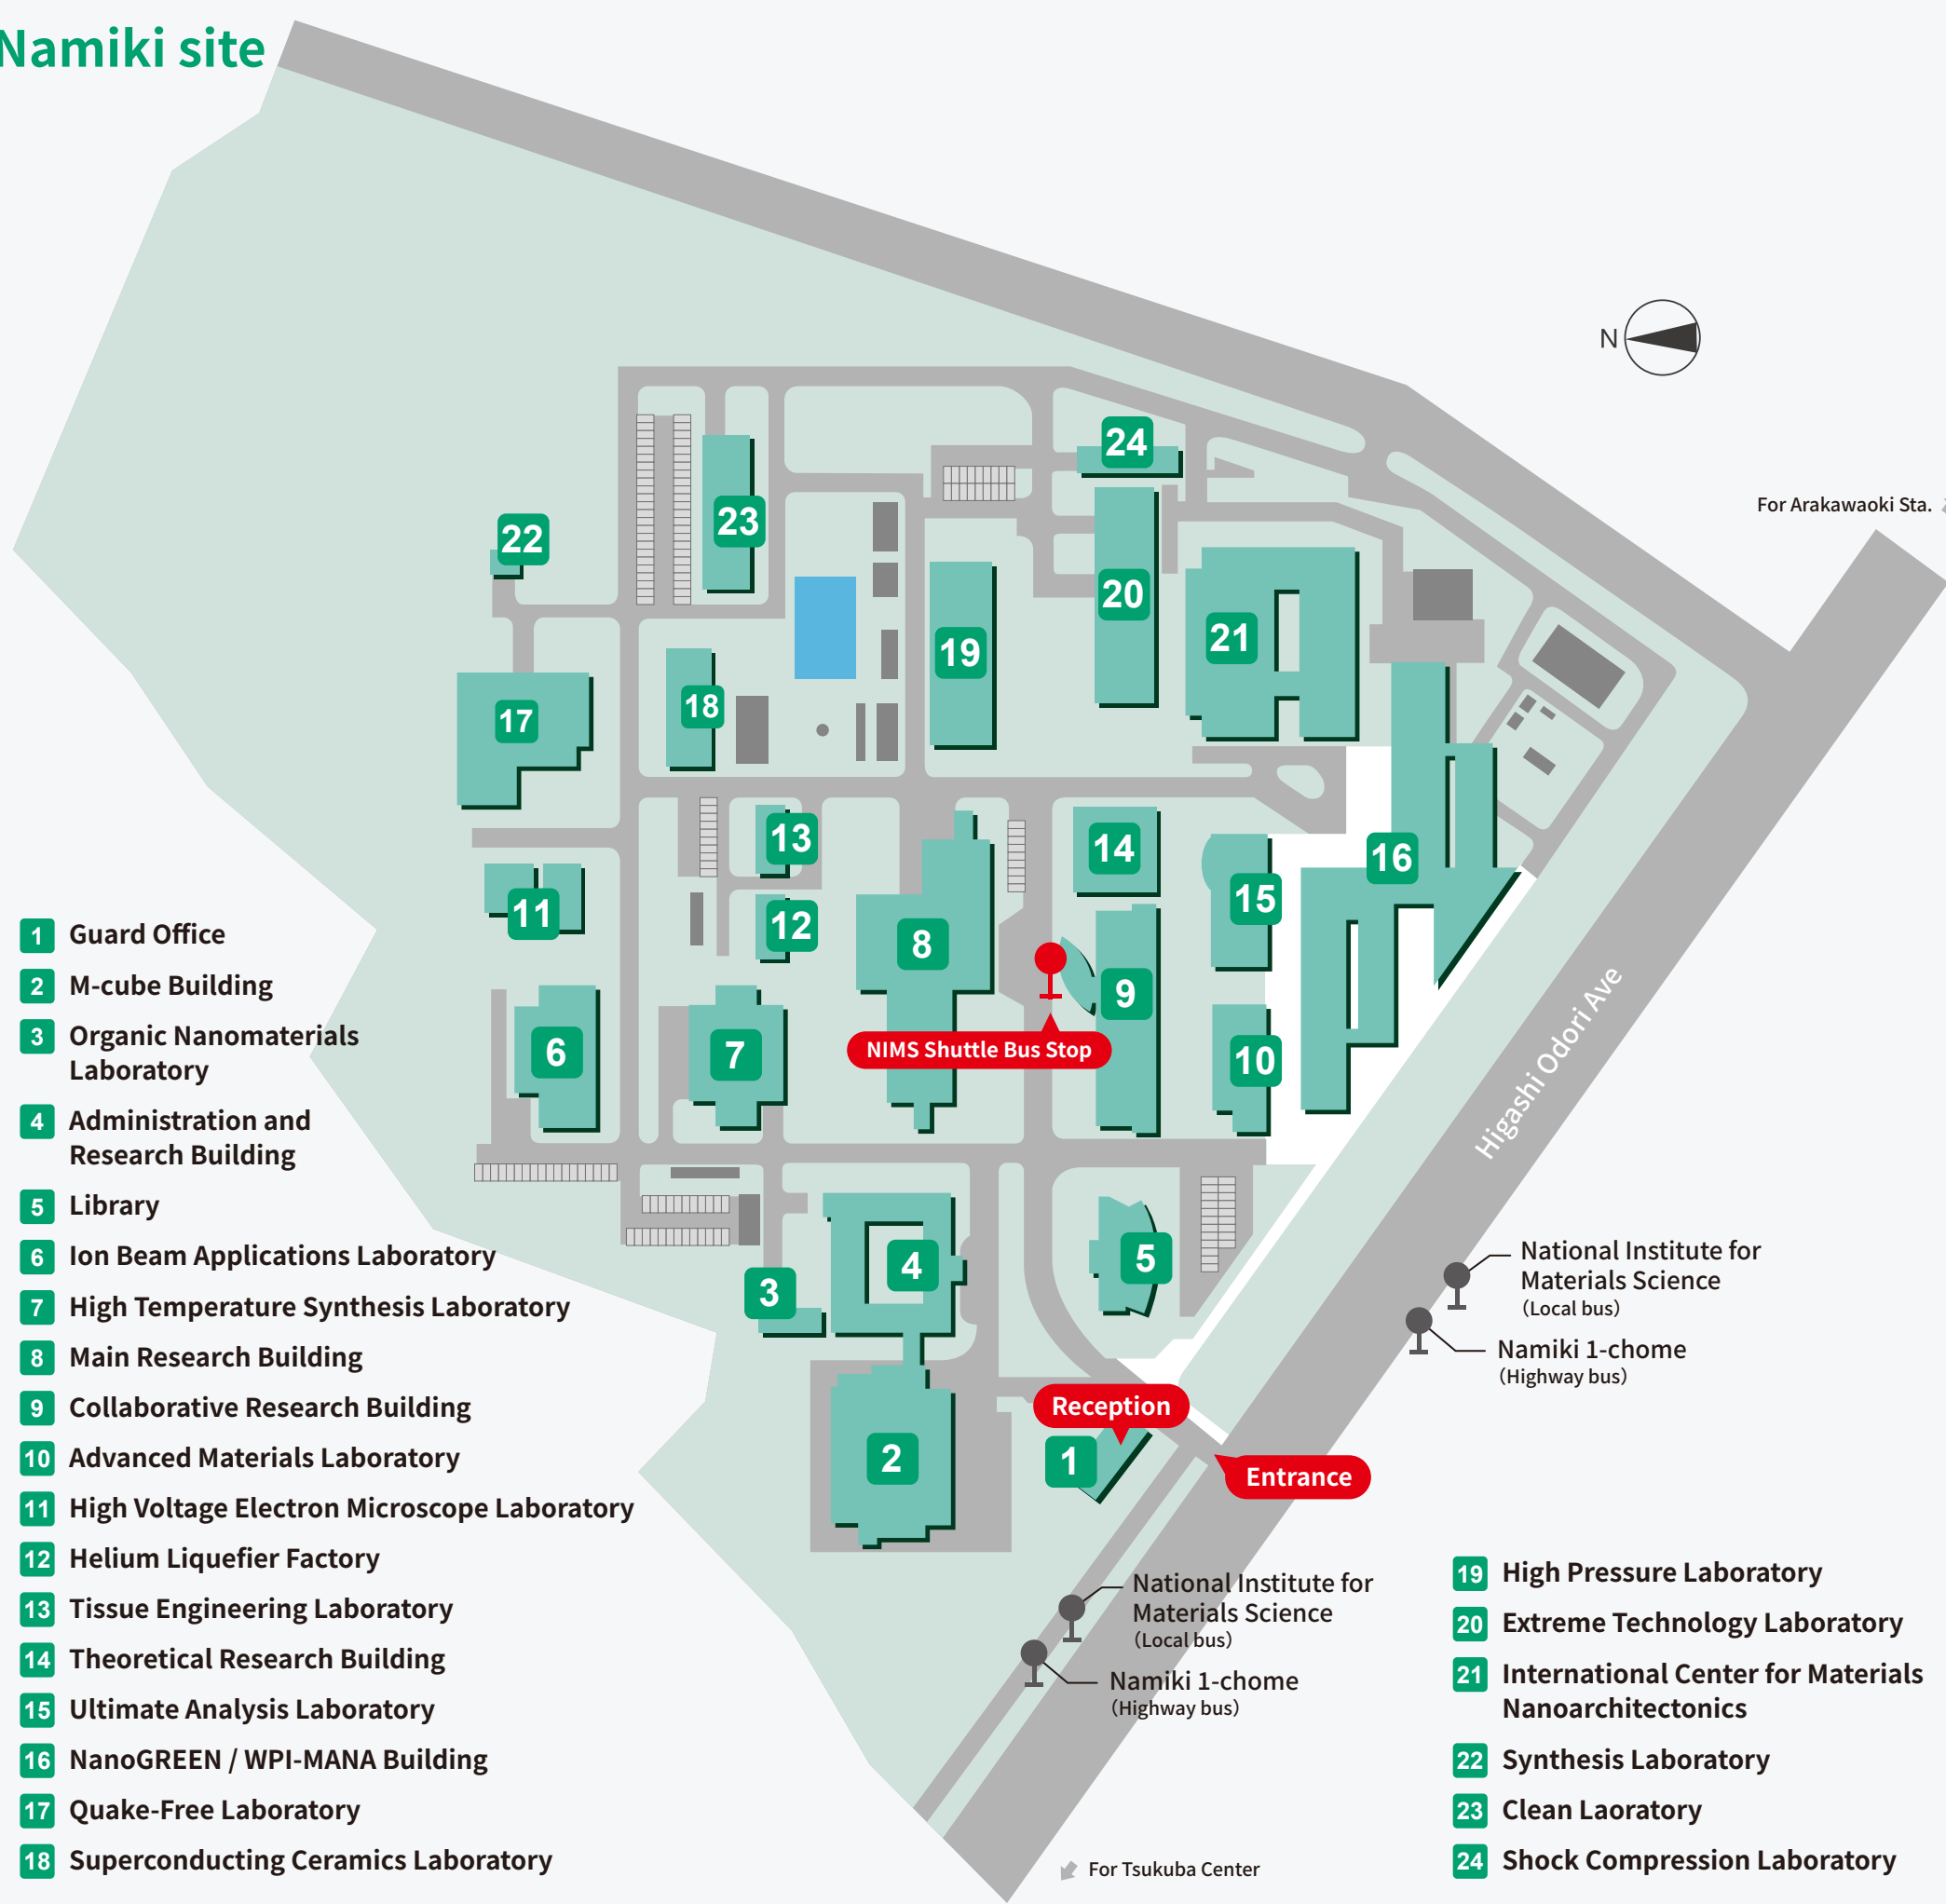 Namiki site
N
For Arakawaoki Sta.
24
23
22
20
21
19
18
17
13
14
16
15
11
12
8
9
6
7
10
NIMS Shuttle Bus Stop
Higashi Odori Ave
4
5
3
2
1
Reception
Entrance
National Institute for
Materials Science
(Local bus)
Namiki 1-chome
(Highway bus)
National Institute for
Materials Science
(Local bus)
Namiki 1-chome
(Highway bus)
For Tsukuba Center
1 Guard Office
2 M-cube Building
3 Organic Nanomaterials
Laboratory
4 Administration and
Research Building
5 Library
6 Ion Beam Applications Laboratory
7 High Temperature Synthesis Laboratory
8 Main Research Building
9 Collaborative Research Building
10 Advanced Materials Laboratory
11 High Voltage Electron Microscope Laboratory
12 Helium Liquefier Factory
13 Tissue Engineering Laboratory
14 Theoretical Research Building
15 Ultimate Analysis Laboratory
16 NanoGREEN / WPI-MANA Building
17 Quake-Free Laboratory
18 Superconducting Ceramics Laboratory
19 High Pressure Laboratory
20 Extreme Technology Laboratory
21 International Center for Materials
Nanoarchitectonics
22 Synthesis Laboratory
23 Clean Laoratory
24 Shock Compression Laboratory